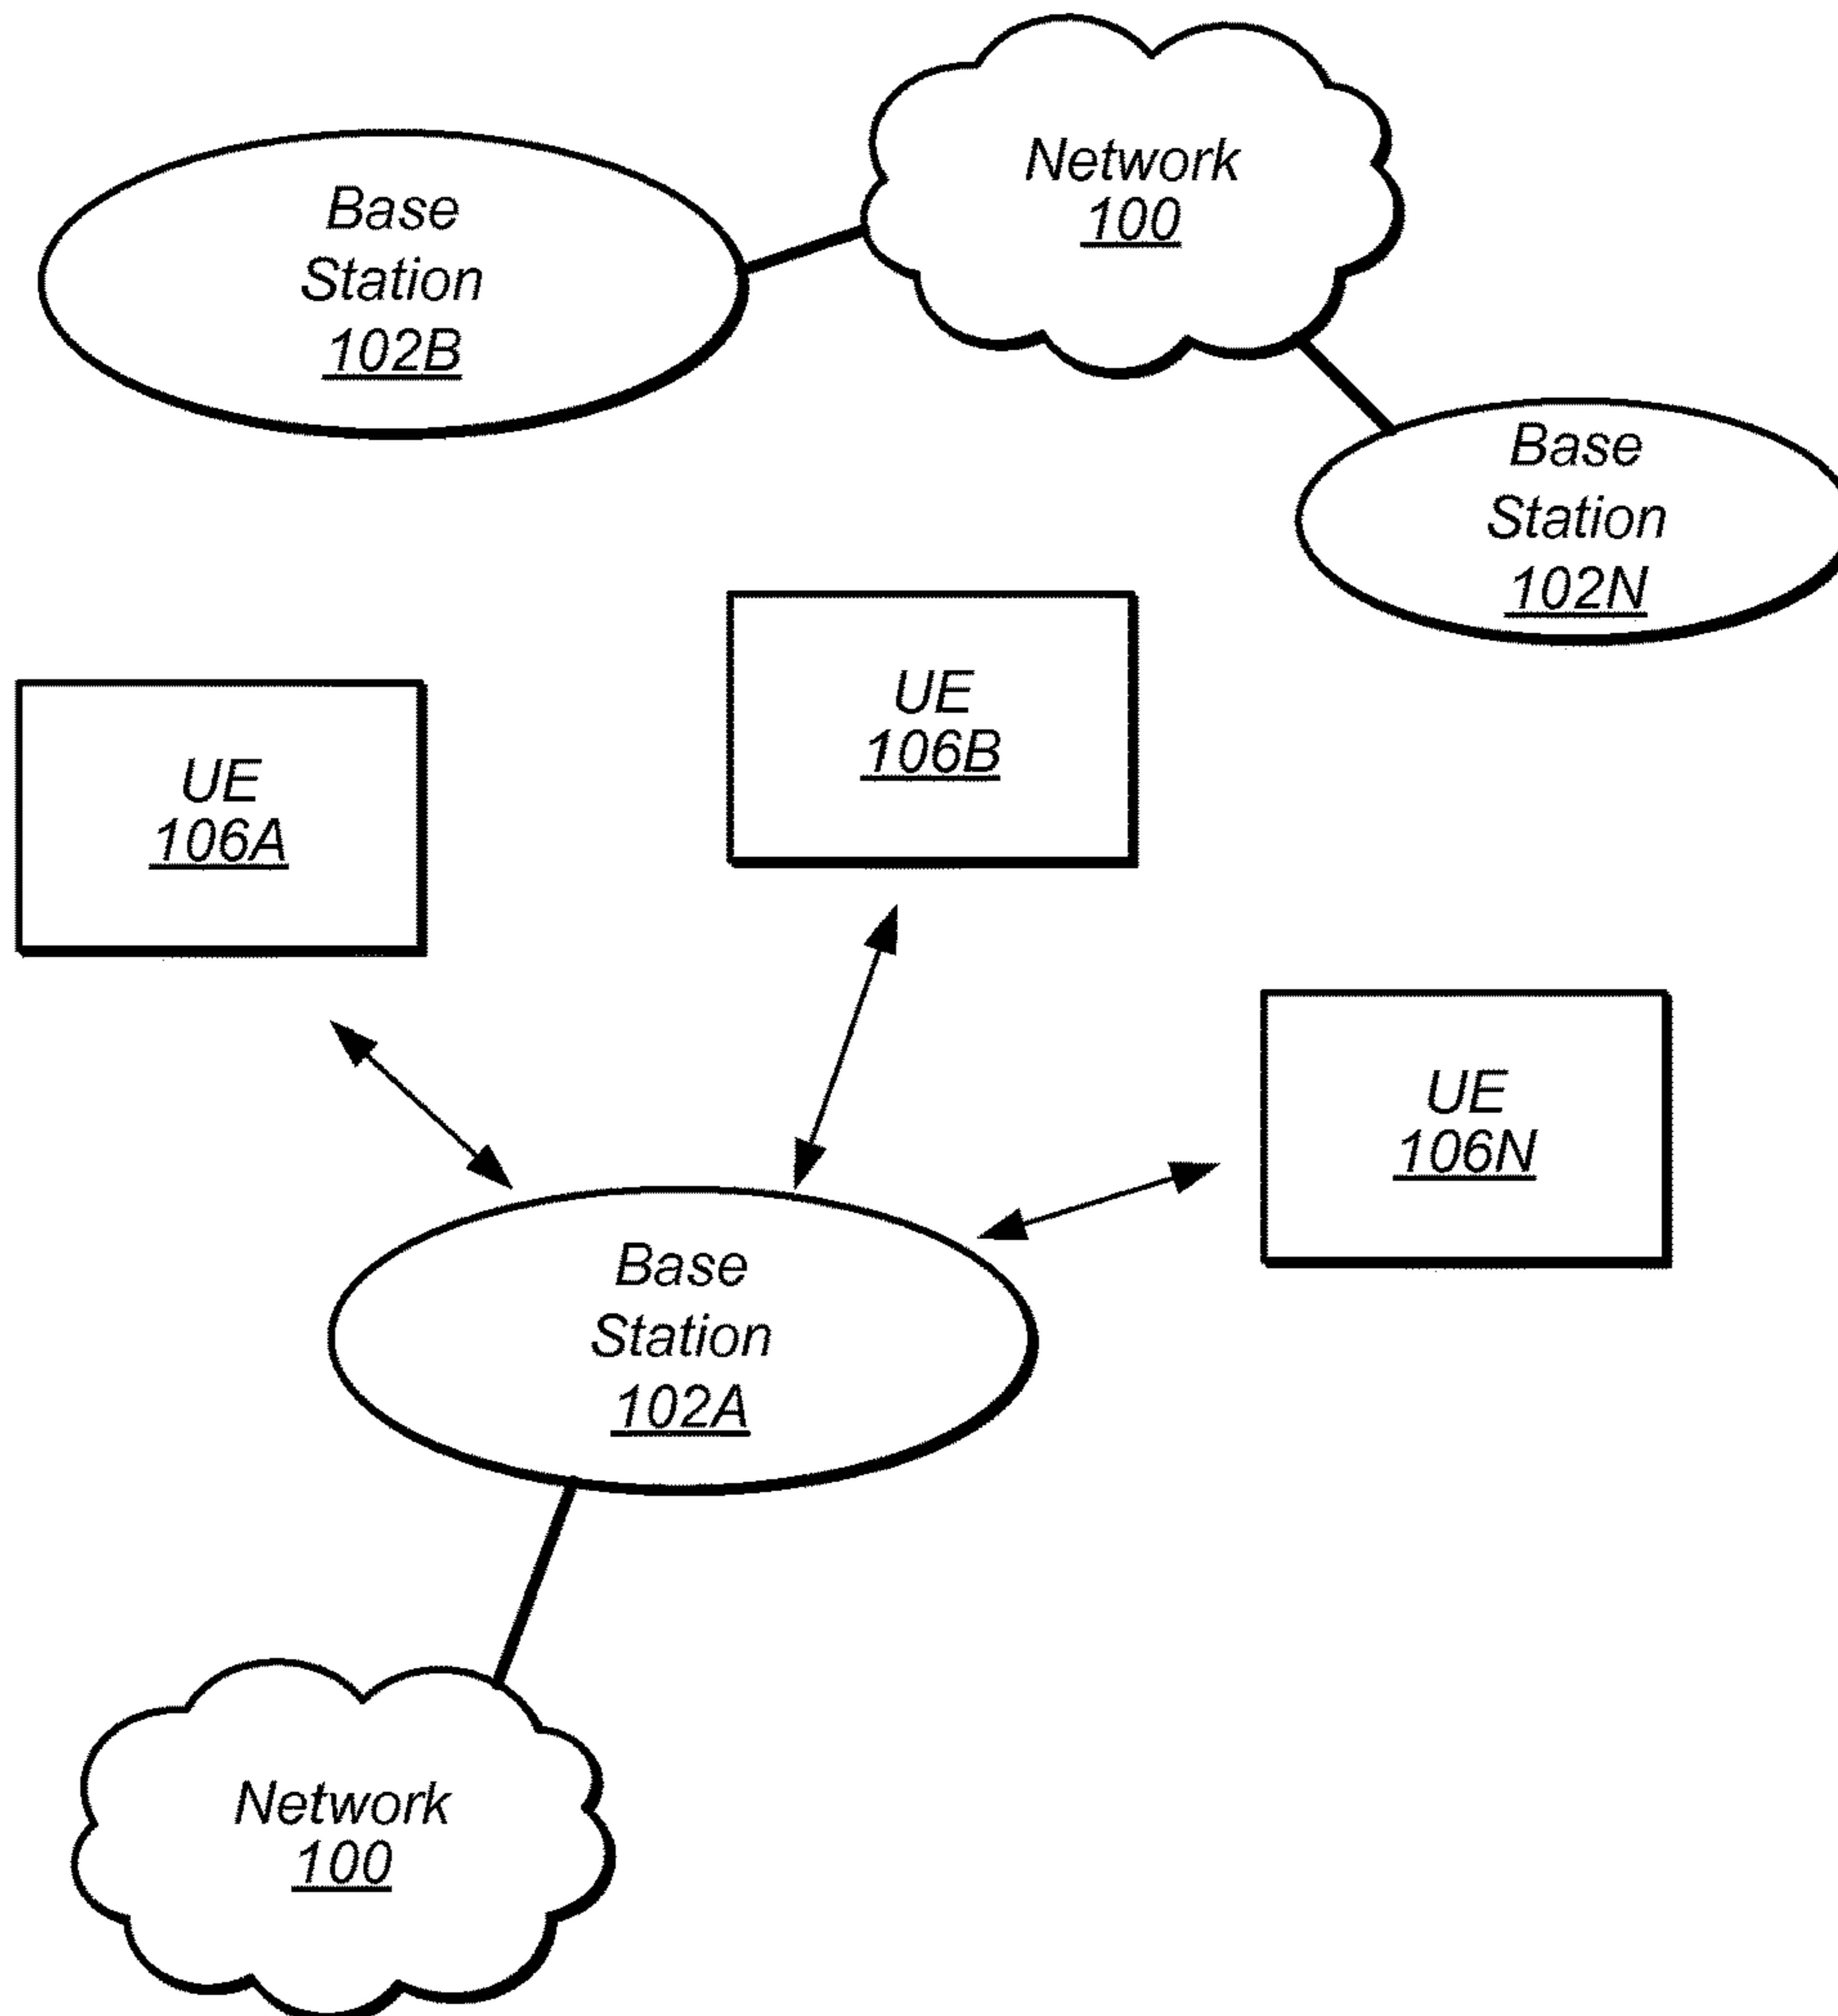 Network
100
Base
Station
102B
Base
Station
102N
UE
106B
UE
106A
UE
106N
Base
Station
102A
Network
100